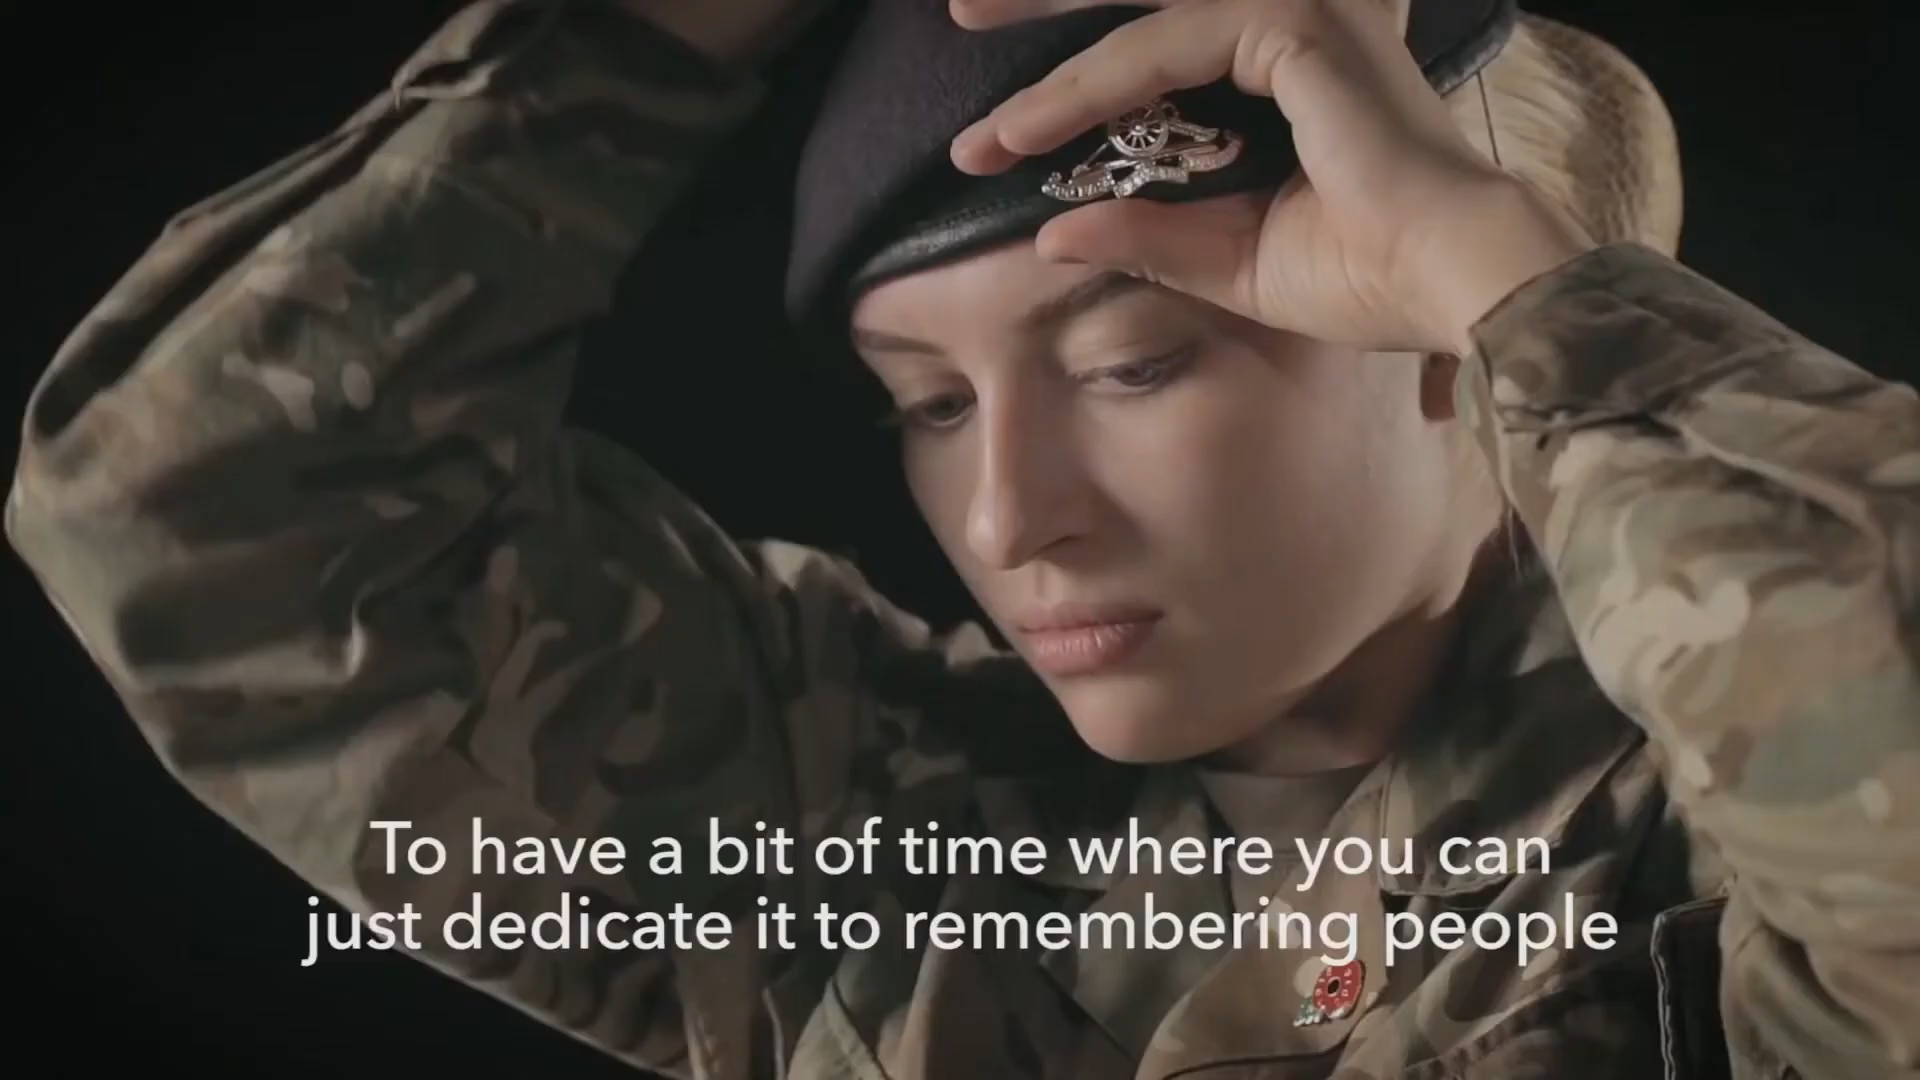 To have a bit of time where you can
just dedicate it to remembering people